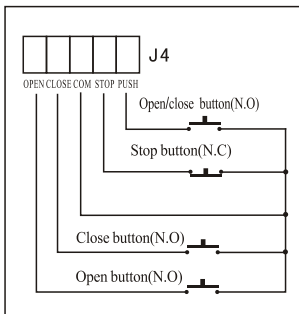 J4
OPEN CLOSE COM STOP PUSH
Open/close button(N.O)
Stop button(N.C)
Close button(N.O)
Open button(N.O)